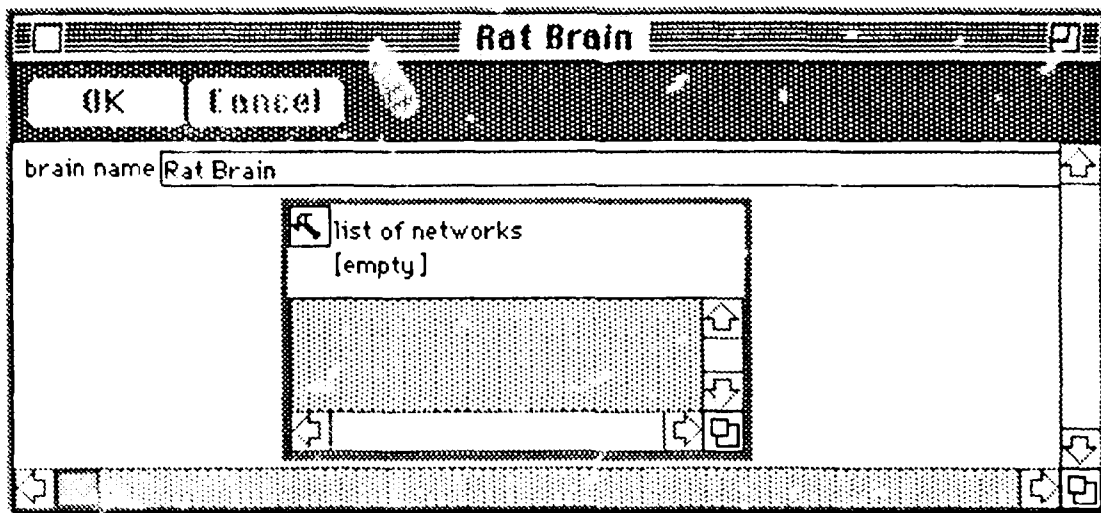 Rat Brain
OK Cancel
brain name Rat Brain
list of networks
[empty]